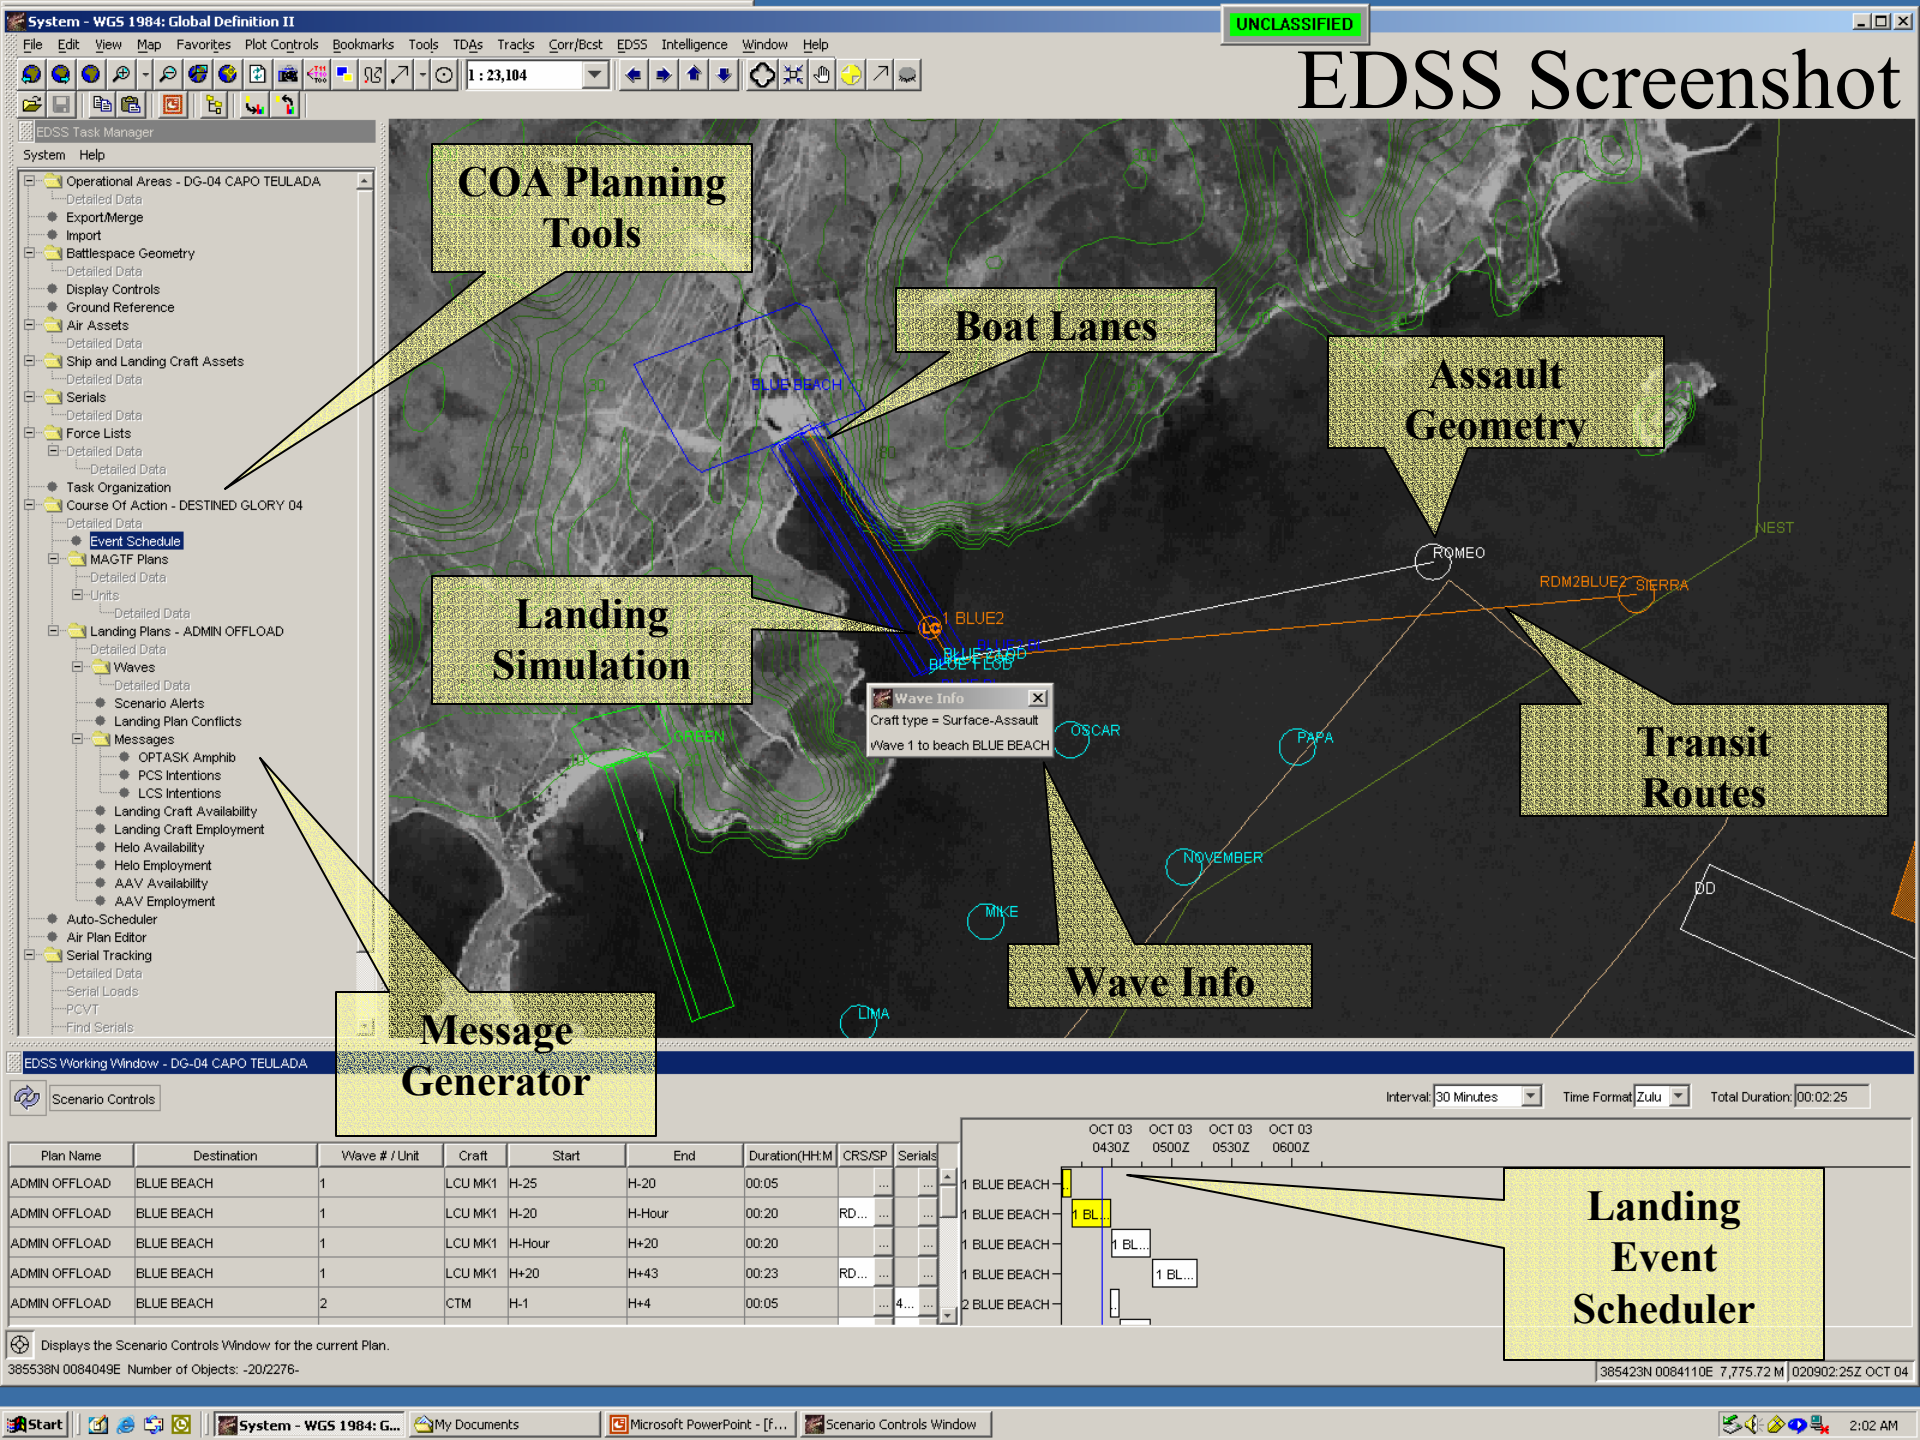 System - WGS 1984: Global Definition II
UNCLASSIFIED
File Edit View Map Favorites Plot Controls Bookmarks Tools TDAs Tracks Corr/Bcst EDSS Intelligence Window Help
EDSS Screenshot
1 : 23,104
EDSS Task Manager
System Help
Operational Areas - DG-04 CAPO TEULADA
Detailed Data
Export/Merge
Import
Battlespace Geometry
Detailed Data
Display Controls
Ground Reference
Air Assets
Detailed Data
Ship and Landing Craft Assets
Detailed Data
Serials
Detailed Data
Force Lists
Detailed Data
Detailed Data
Task Organization
Course Of Action - DESTINED GLORY 04
Detailed Data
Event Schedule
MAGTF Plans
Detailed Data
Units
Detailed Data
Landing Plans - ADMIN OFFLOAD
Detailed Data
Waves
Detailed Data
Scenario Alerts
Landing Plan Conflicts
Messages
OPTASK Amphib
PCS Intentions
LCS Intentions
Landing Craft Availability
Landing Craft Employment
Helo Availability
Helo Employment
AAV Availability
AAV Employment
Auto-Scheduler
Air Plan Editor
Serial Tracking
Detailed Data
Serial Loads
PCVT
Find Serials
COA Planning
Tools
Boat Lanes
Assault
Geometry
BLUE BEACH
NEST
ROMEO
RDM2BLUE2
SIERRA
Landing
Simulation
LC
1 BLUE2
BLUE 2 LOD
BLUE 1 LOD
Wave Info
Craft type = Surface-Assault
Wave 1 to beach BLUE BEACH
GREEN
OSCAR
PAPA
Transit
Routes
NOVEMBER
DD
MIKE
Wave Info
LIMA
Message
Generator
EDSS Working Window - DG-04 CAPO TEULADA
Scenario Controls
Interval: 30 Minutes Time Format Zulu Total Duration: 00:02:25
Plan Name Destination Wave # / Unit Craft Start End Duration(HH:M CRS/SP Serials
ADMIN OFFLOAD BLUE BEACH 1 LCU MK1 H-25 H-20 00:05 ... ...
ADMIN OFFLOAD BLUE BEACH 1 LCU MK1 H-20 H-Hour 00:20 RD... ... ...
ADMIN OFFLOAD BLUE BEACH 1 LCU MK1 H-Hour H+20 00:20 ... ...
ADMIN OFFLOAD BLUE BEACH 1 LCU MK1 H+20 H+43 00:23 RD... ... ...
ADMIN OFFLOAD BLUE BEACH 2 CTM H-1 H+4 00:05 ... 4... ...
OCT 03 OCT 03 OCT 03 OCT 03
0430Z 0500Z 0530Z 0600Z
1 BLUE BEACH
1 BLUE BEACH 1 BL...
1 BLUE BEACH 1 BL...
1 BLUE BEACH 1 BL...
2 BLUE BEACH
Landing
Event
Scheduler
Displays the Scenario Controls Window for the current Plan.
385538N 0084049E Number of Objects: -20/2276-
385423N 0084110E 7,775.72 M 020902:25Z OCT 04
Start System - WGS 1984: G... My Documents Microsoft PowerPoint - [f... Scenario Controls Window 2:02 AM